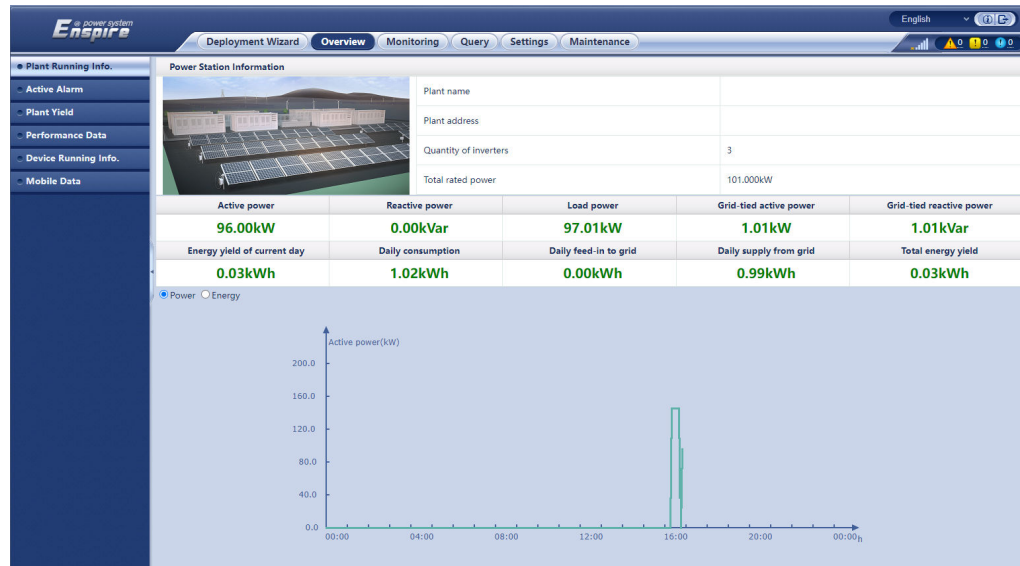 Enspire power system
English
Deployment Wizard Overview Monitoring Query Settings Maintenance
0 0 0
Plant Running Info.
Active Alarm
Plant Yield
Performance Data
Device Running Info.
Mobile Data
Power Station Information
Plant name
Plant address
Quantity of inverters 3
Total rated power 101.000kW
Active power Reactive power Load power Grid-tied active power Grid-tied reactive power
96.00kW 0.00kVar 97.01kW 1.01kW 1.01kVar
Energy yield of current day Daily consumption Daily feed-in to grid Daily supply from grid Total energy yield
0.03kWh 1.02kWh 0.00kWh 0.99kWh 0.03kWh
Power Energy
Active power(kW)
200.0
160.0
120.0
80.0
40.0
0.0
00:00 04:00 08:00 12:00 16:00 20:00 00:00 h